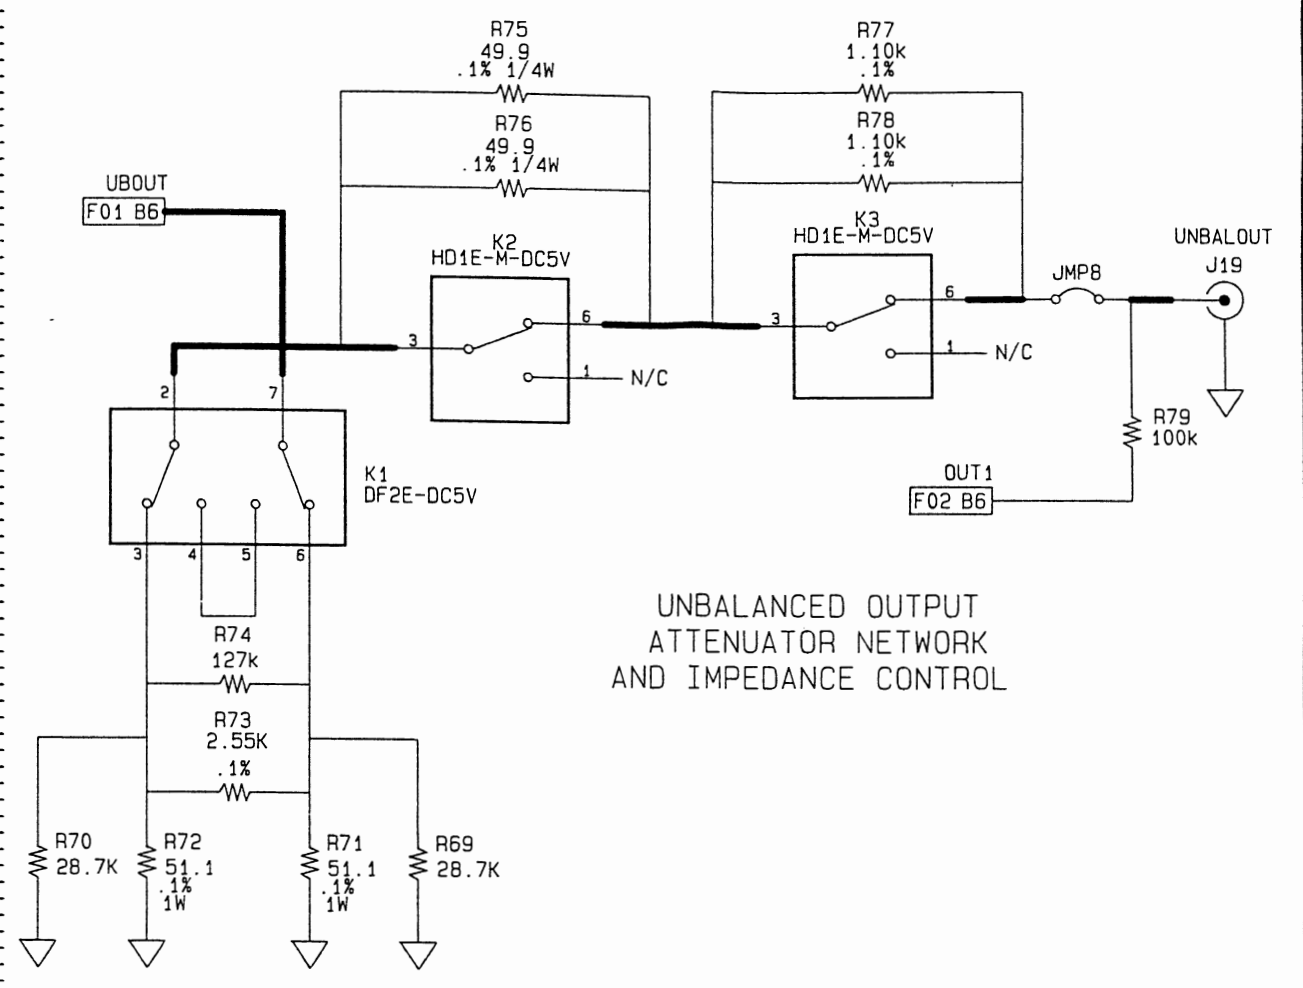 R75
49.9
.1% 1/4W
R76
49.9
.1% 1/4W
R77
1.10k
.1%
R78
1.10k
.1%
UBOUT
F01 B6
K2
HD1E-M-DC5V
3
6
1
N/C
K3
HD1E-M-DC5V
3
6
1
N/C
JMP8
UNBALOUT
J19
R79
100k
OUT1
F02 B6
2
7
K1
DF2E-DC5V
3
4
5
6
R74
127k
R73
2.55K
.1%
R70
28.7K
R72
51.1
.1%
1W
R71
51.1
.1%
1W
R69
28.7K
UNBALANCED OUTPUT
ATTENUATOR NETWORK
AND IMPEDANCE CONTROL